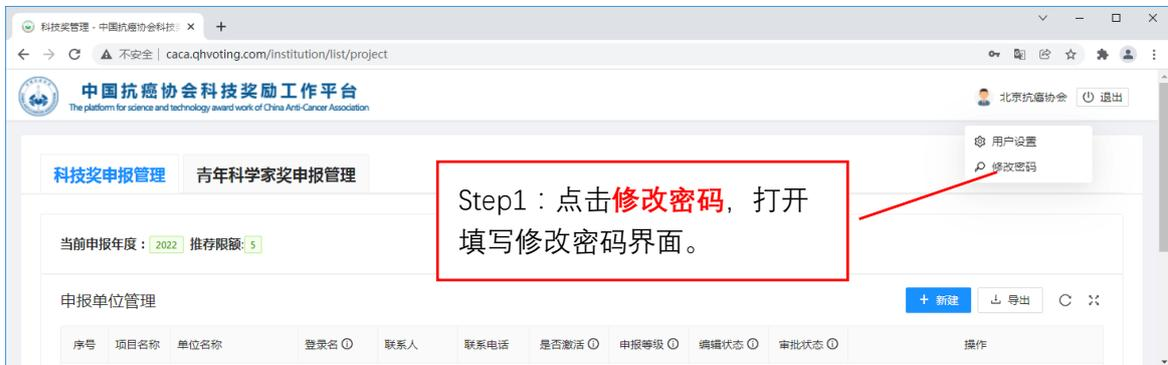 科技奖管理 - 中国抗癌协会科技
不安全 | caca.qhvoting.com/institution/list/project
中国抗癌协会科技奖励工作平台
The platform for science and technology award work of China Anti-Cancer Association
北京抗癌协会 退出
用户设置
修改密码
科技奖申报管理 青年科学家奖申报管理
Step1：点击修改密码，打开
填写修改密码界面。
当前申报年度： 2022 推荐限额: 5
申报单位管理
+ 新建 导出
序号 项目名称 单位名称 登录名 联系人 联系电话 是否激活 申报等级 编辑状态 审批状态 操作